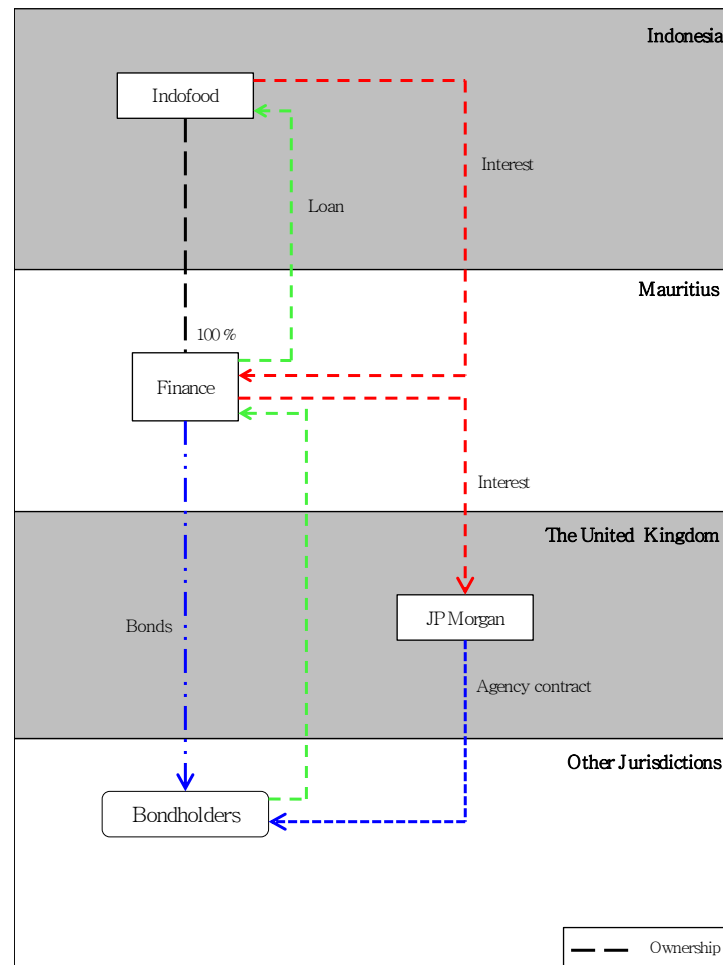 Indonesia
Indofood
Interest
Loan
Mauritius
100 %
Finance
Interest
The United Kingdom
JP Morgan
Bonds
Agency contract
Other Jurisdictions
Bondholders
Ownership